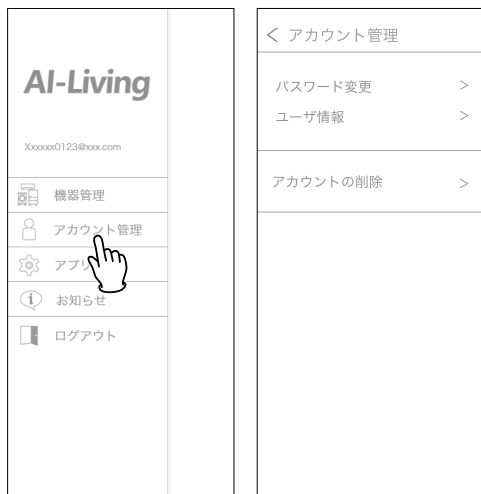 AI-Living
Xxxxxx0123@xxx.com
機器管理
アカウント管理
アプリ
お知らせ
ログアウト
< アカウント管理
パスワード変更 >
ユーザ情報 >
アカウントの削除 >